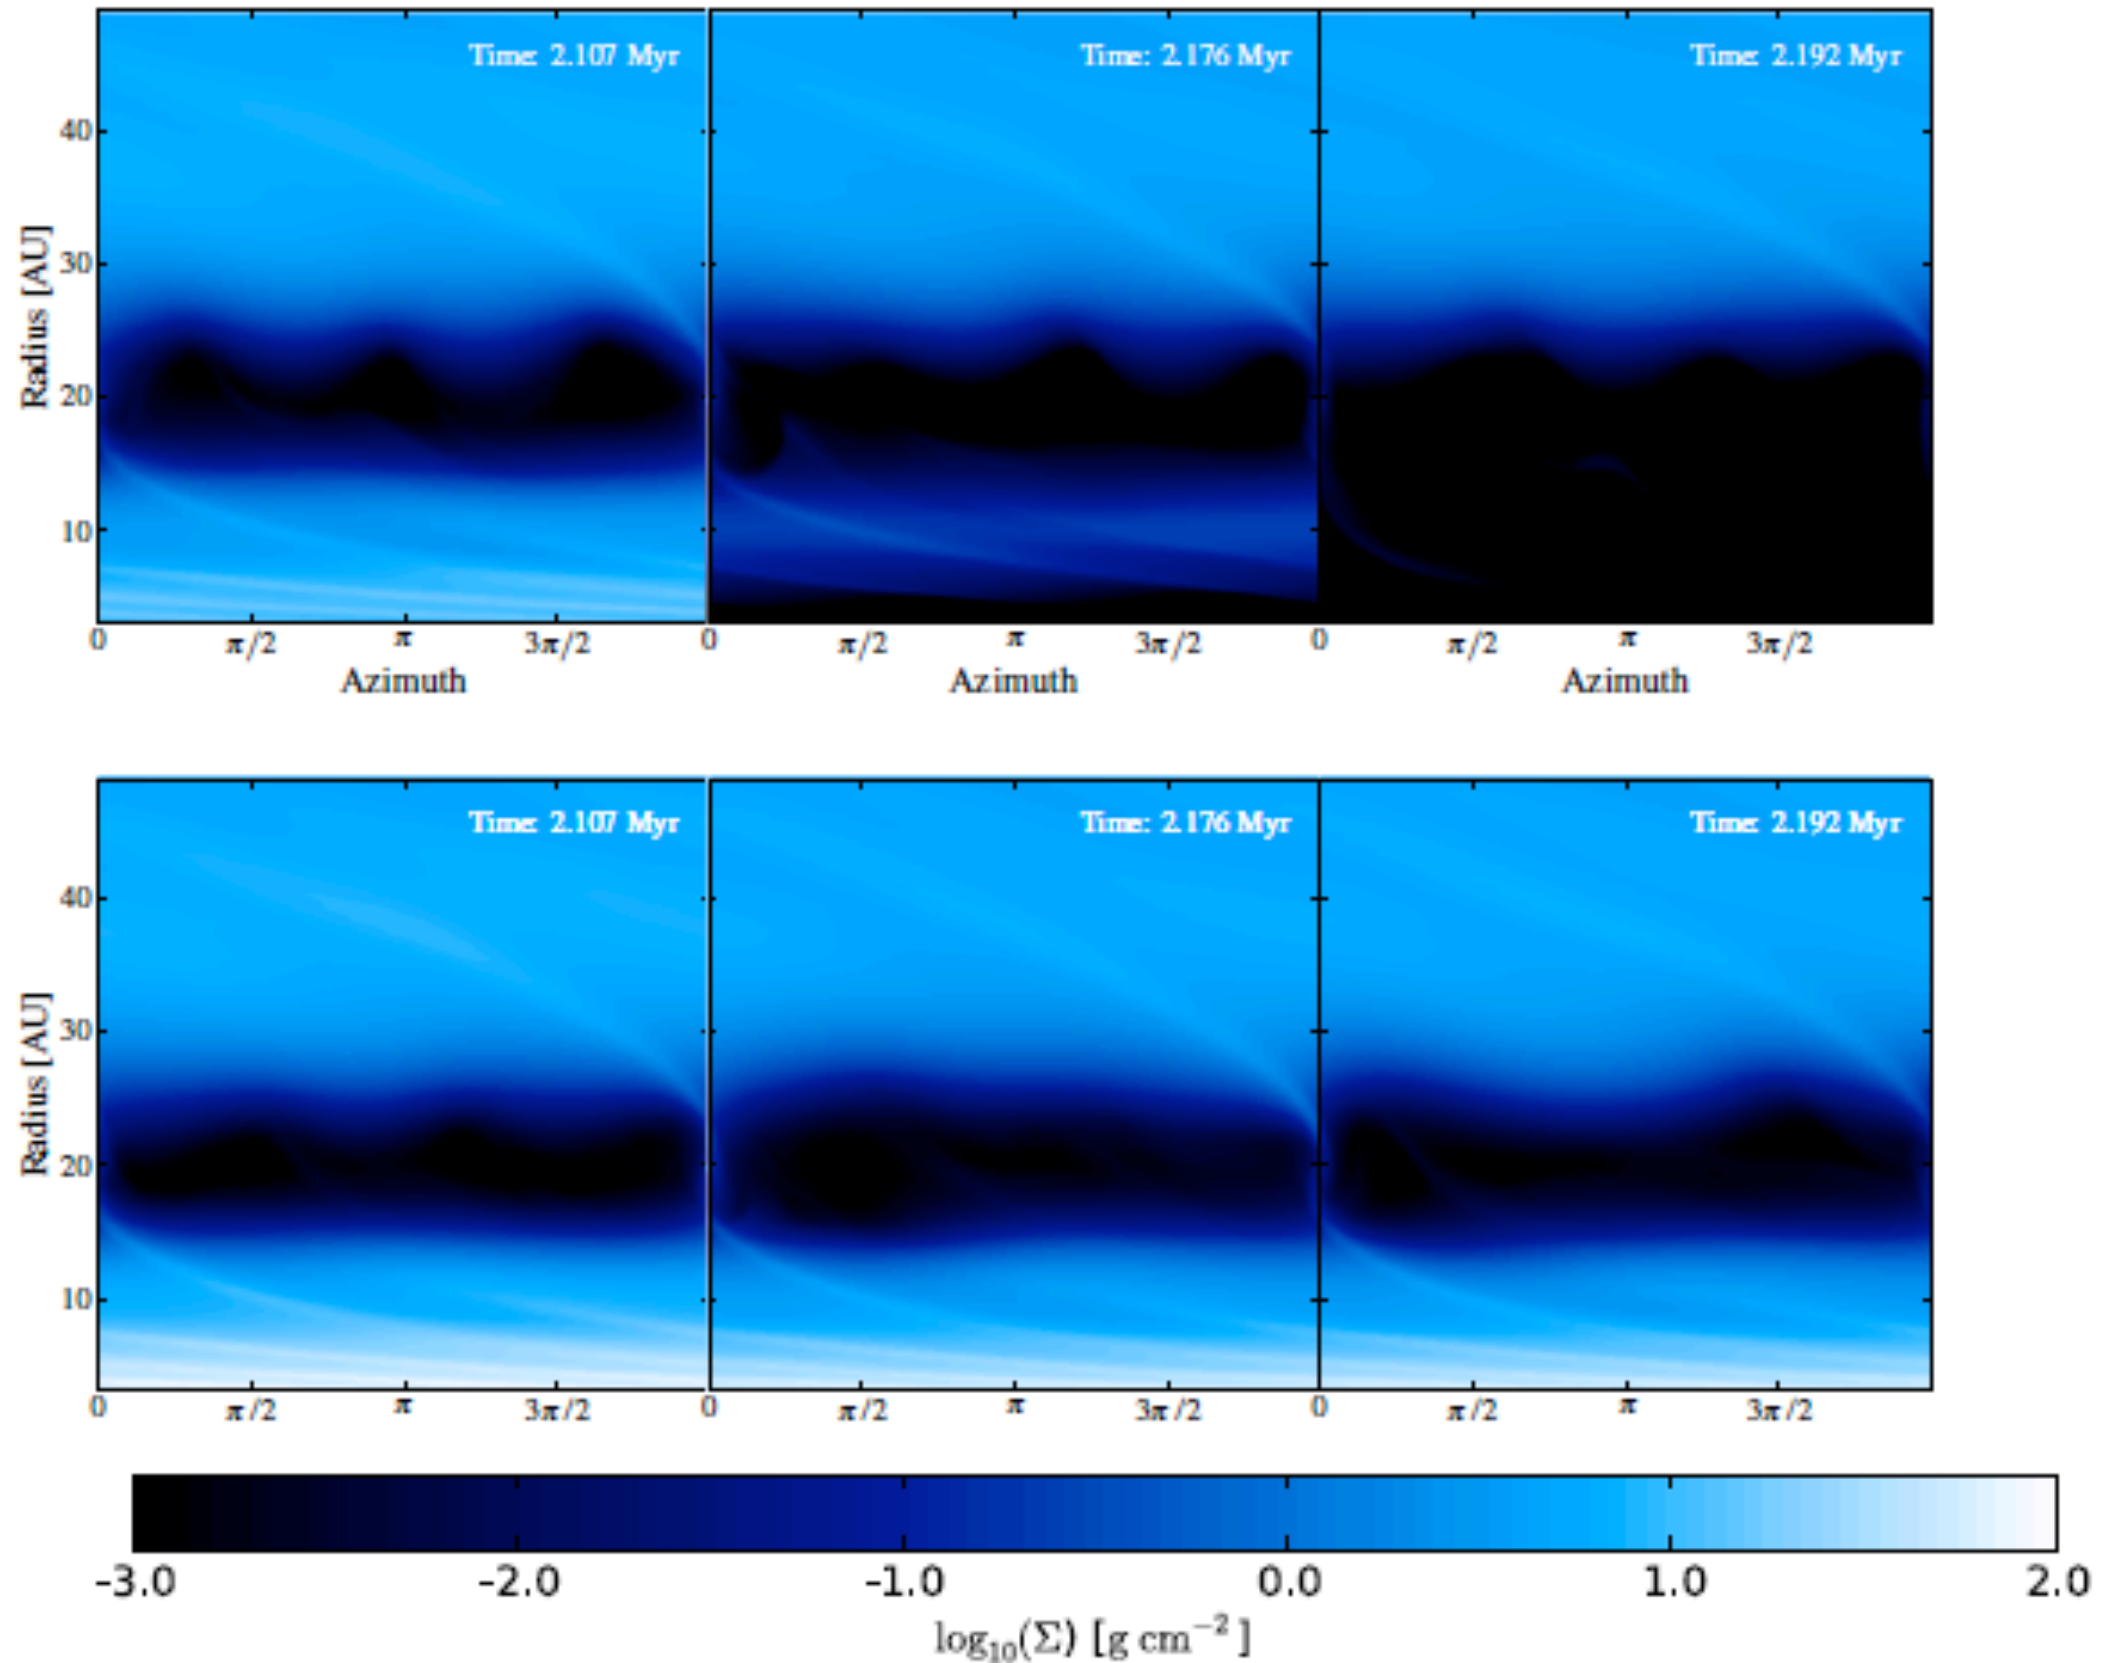 Time: 2.107 Myr
Time: 2.176 Myr
Time: 2.192 Myr
40
30
20
10
Radius [AU]
0 π/2 π 3π/2 0 π/2 π 3π/2 0 π/2 π 3π/2
Azimuth Azimuth Azimuth
Time: 2.107 Myr
Time: 2.176 Myr
Time: 2.192 Myr
40
30
20
10
Radius [AU]
0 π/2 π 3π/2 0 π/2 π 3π/2 0 π/2 π 3π/2
-3.0 -2.0 -1.0 0.0 1.0 2.0
log₁₀(Σ) [g cm⁻²]